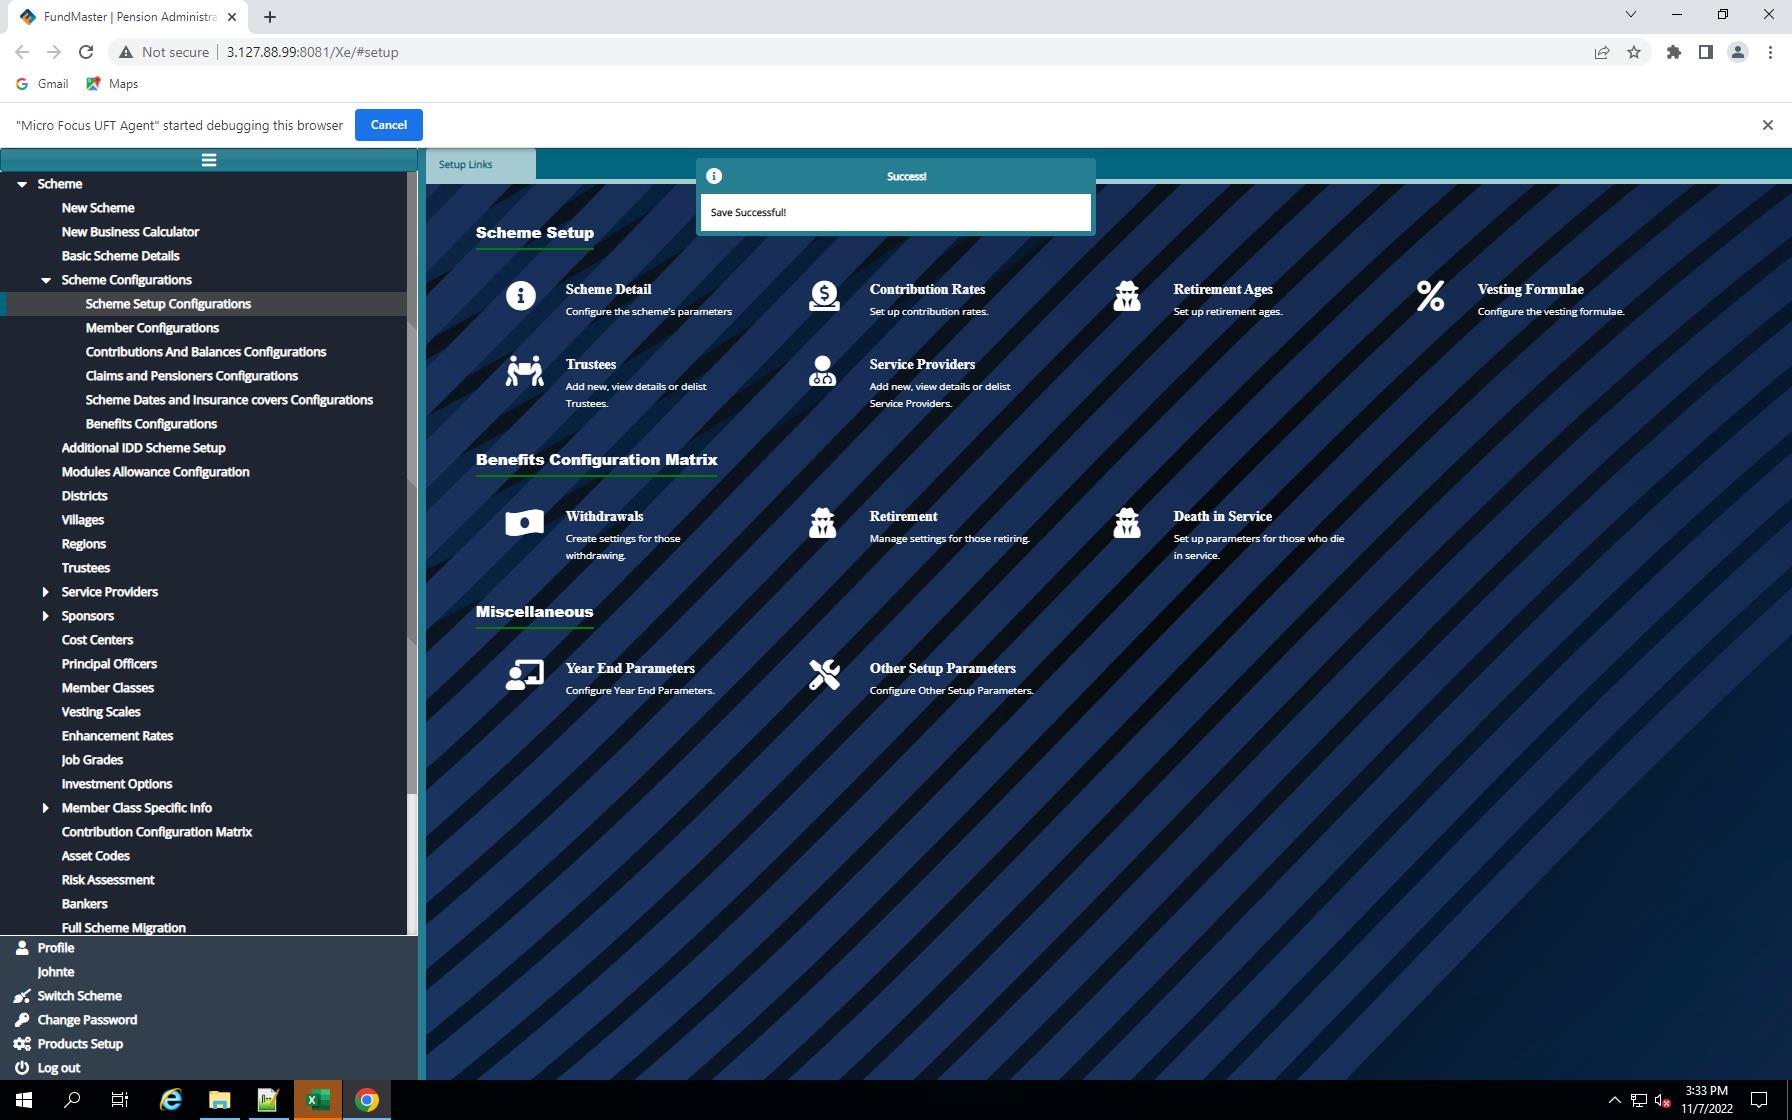 FundMaster | Pension Administra
Not secure
3.127.88.99:8081/Xe/#setup
Gmail
Maps
"Micro Focus UFT Agent" started debugging this browser
Cancel
Scheme
New Scheme
New Business Calculator
Basic Scheme Details
Scheme Configurations
Scheme Setup Configurations
Member Configurations
Contributions And Balances Configurations
Claims and Pensioners Configurations
Scheme Dates and Insurance covers Configurations
Benefits Configurations
Additional IDD Scheme Setup
Modules Allowance Configuration
Districts
Villages
Regions
Trustees
Service Providers
Sponsors
Cost Centers
Principal Officers
Member Classes
Vesting Scales
Enhancement Rates
Job Grades
Investment Options
Member Class Specific Info
Contribution Configuration Matrix
Asset Codes
Risk Assessment
Bankers
Full Scheme Migration
Profile
Johnte
Switch Scheme
Change Password
Products Setup
Log out
Setup Links
Success!
Save Successful!
Scheme Setup
Scheme Detail
Configure the scheme's parameters
Contribution Rates
Set up contribution rates.
Retirement Ages
Set up retirement ages.
Vesting Formulae
Configure the vesting formulae.
Trustees
Add new, view details or delist
Trustees.
Service Providers
Add new, view details or delist
Service Providers.
Benefits Configuration Matrix
Withdrawals
Create settings for those
withdrawing.
Retirement
Manage settings for those retiring.
Death in Service
Set up parameters for those who die
in service.
Miscellaneous
Year End Parameters
Configure Year End Parameters.
Other Setup Parameters
Configure Other Setup Parameters.
3:33 PM
11/7/2022